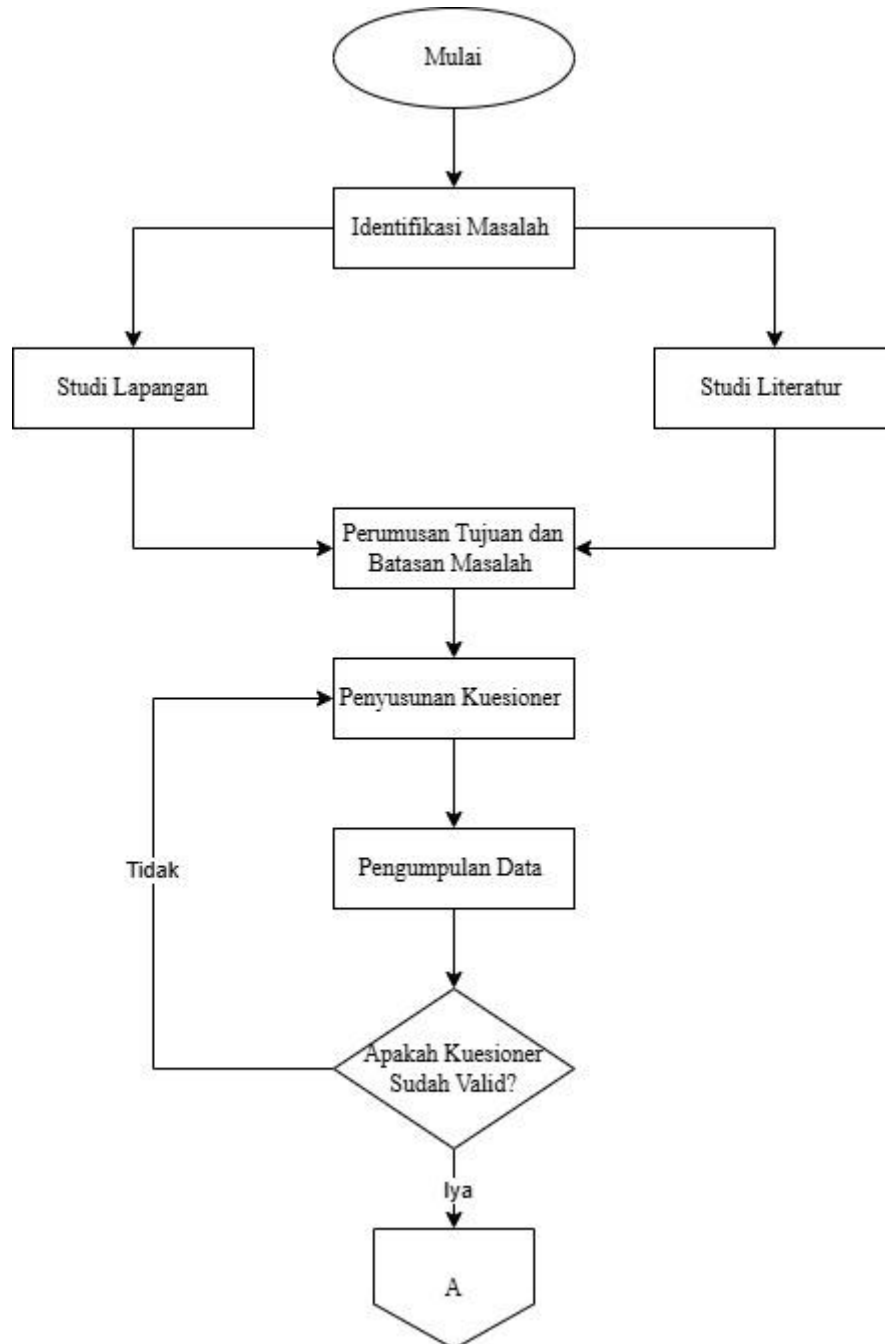 Mulai
Identifikasi Masalah
Studi Lapangan
Studi Literatur
Perumusan Tujuan dan
Batasan Masalah
Penyusunan Kuesioner
Pengumpulan Data
Tidak
Apakah Kuesioner
Sudah Valid?
Iya
A